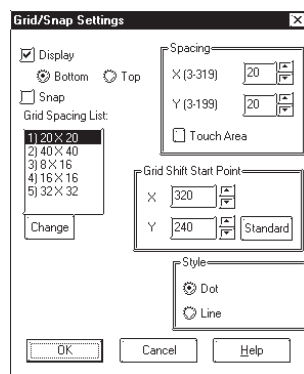 Grid/Snap Settings
Display
Bottom Top
Snap
Grid Spacing List:
1) 20 X 20
2) 40 X 40
3) 8 X 16
4) 16 X 16
5) 32 X 32
Change
Spacing
X (3-319) 20
Y (3-199) 20
Touch Area
Grid Shift Start Point
X 320
Y 240 Standard
Style
Dot
Line
OK Cancel Help